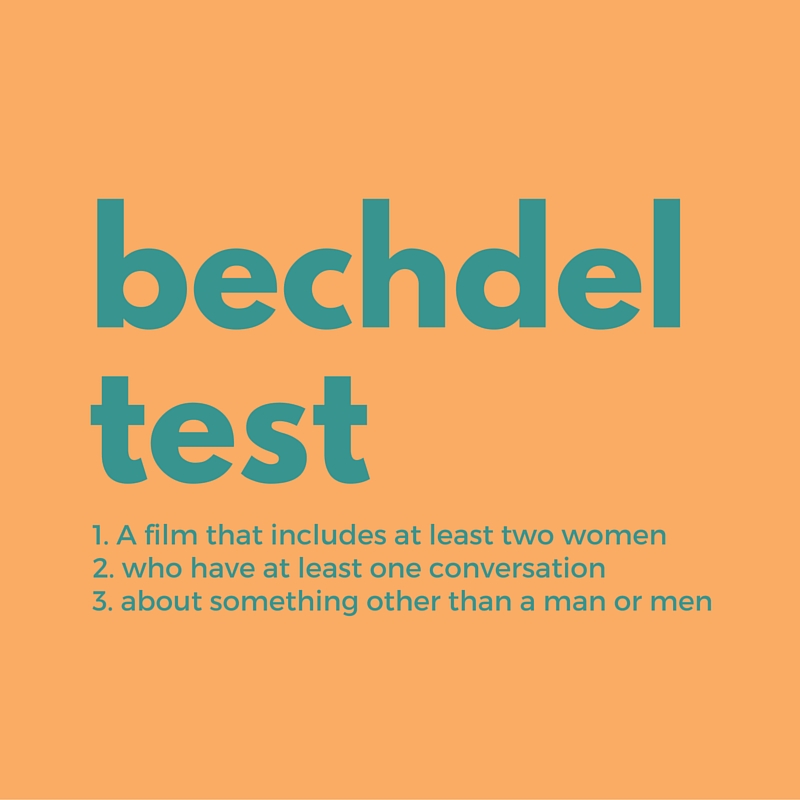 bechdel
test
1. A film that includes at least two women
2. who have at least one conversation
3. about something other than a man or men